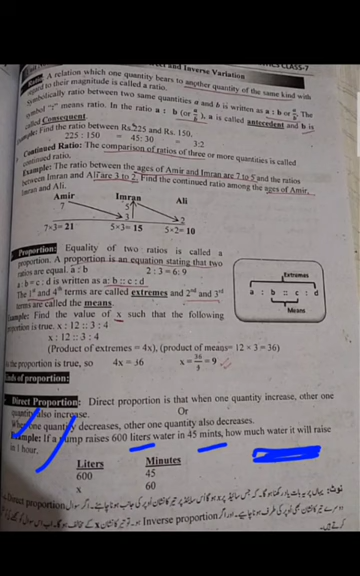 ect and Inverse Variation
TICS CLASS-7
Ratio: A relation which one quantity bears to another quantity of the same kind with
regard to their magnitude is called a ratio.
Symbolically ratio between two same quantities a and b is written as a : b or a/b. The
symbol ":" means ratio. In the ratio a : b (or a/b), a is called antecedent and b is
called Consequent.
Example: Find the ratio between Rs.225 and Rs. 150.
225 : 150 = 45: 30 = 3:2
Continued Ratio: The comparison of ratios of three or more quantities is called
continued ratio.
Example: The ratio between the ages of Amir and Imran are 7 to 5 and the ratios
between Imran and Ali are 3 to 2. Find the continued ratio among the ages of Amir,
Imran and Ali.
Amir Imran Ali
7 5
3 2
7×3= 21 5×3= 15 5×2= 10
Proportion: Equality of two ratios is called a
proportion. A proportion is an equation stating that two
ratios are equal. a : b 2 : 3 = 6: 9
a : b = c : d is written as a: b :: c : d
The 1st and 4th terms are called extremes and 2nd and 3rd
terms are called the means.
Extremes
a : b :: c : d
Means
Example: Find the value of x such that the following
proportion is true. x : 12 :: 3 : 4
x : 12 :: 3 : 4
(Product of extremes = 4x), (product of means= 12 × 3 = 36)
the proportion is true, so 4x = 36 x = 36/4 = 9
Kinds of proportion:
Direct Proportion: Direct proportion is that when one quantity increase, other one
quantity also increase.
Or
When one quantity decreases, other one quantity also decreases.
Example: If a pump raises 600 liters water in 45 mints, how much water it will raise
in 1 hour.
Liters Minutes
600 45
x 60